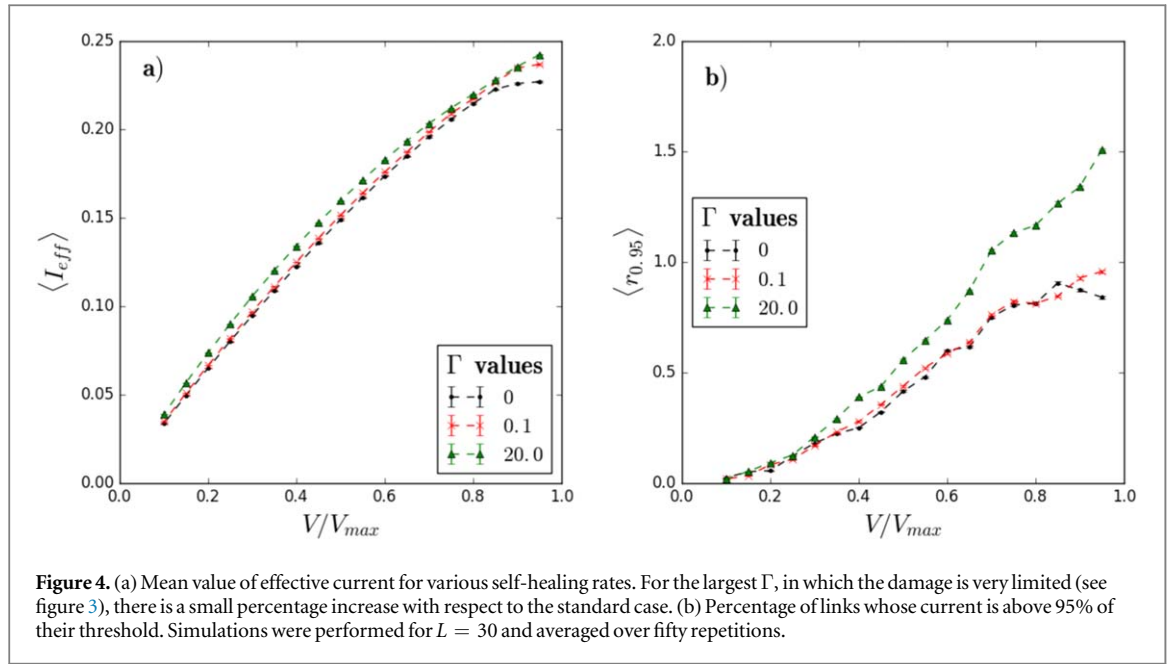 a)
0.25
0.20
0.15
0.10
0.05
0.00
⟨I_eff⟩
0.0 0.2 0.4 0.6 0.8 1.0
V/V_max
Γ values
0
0.1
20.0
b)
2.0
1.5
1.0
0.5
0.0
⟨r_0.95⟩
0.0 0.2 0.4 0.6 0.8 1.0
V/V_max
Γ values
0
0.1
20.0
Figure 4. (a) Mean value of effective current for various self-healing rates. For the largest Γ, in which the damage is very limited (see
figure 3), there is a small percentage increase with respect to the standard case. (b) Percentage of links whose current is above 95% of
their threshold. Simulations were performed for L = 30 and averaged over fifty repetitions.